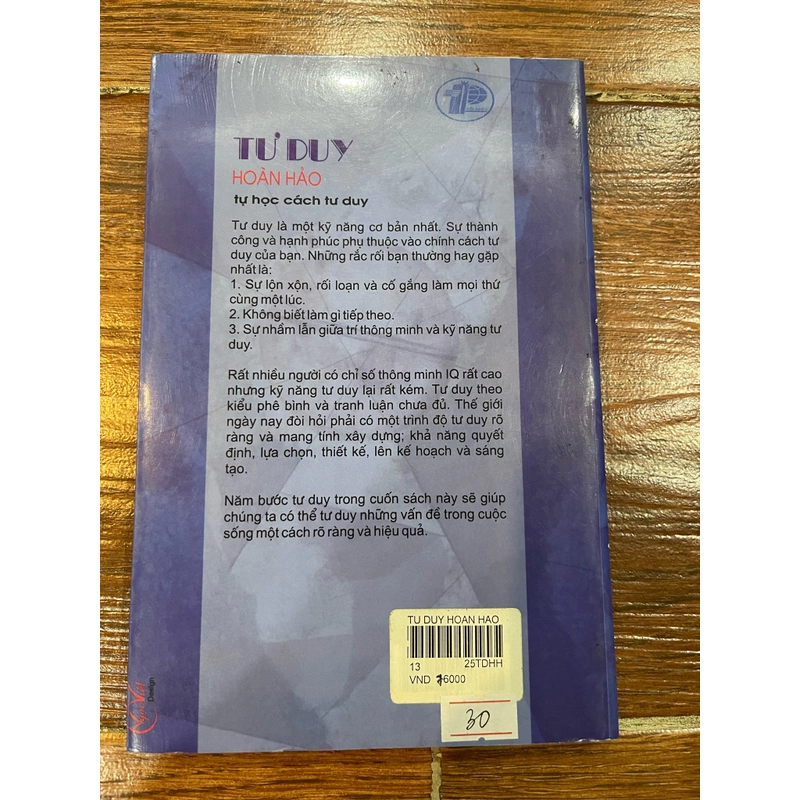 TƯ DUY
HOÀN HẢO
tự học cách tư duy
Tư duy là một kỹ năng cơ bản nhất. Sự thành
công và hạnh phúc phụ thuộc vào chính cách tư
duy của bạn. Những rắc rối bạn thường hay gặp
nhất là:
1. Sự lộn xộn, rối loạn và cố gắng làm mọi thứ
cùng một lúc.
2. Không biết làm gì tiếp theo.
3. Sự nhầm lẫn giữa trí thông minh và kỹ năng tư
duy.
Rất nhiều người có chỉ số thông minh IQ rất cao
nhưng kỹ năng tư duy lại rất kém. Tư duy theo
kiểu phê bình và tranh luận chưa đủ. Thế giới
ngày nay đòi hỏi phải có một trình độ tư duy rõ
ràng và mang tính xây dựng; khả năng quyết
định, lựa chọn, thiết kế, lên kế hoạch và sáng
tạo.
Năm bước tư duy trong cuốn sách này sẽ giúp
chúng ta có thể tư duy những vấn đề trong cuộc
sống một cách rõ ràng và hiệu quả.
TU DUY HOAN HAO
13 25TDHH
VND 6000
30
Design